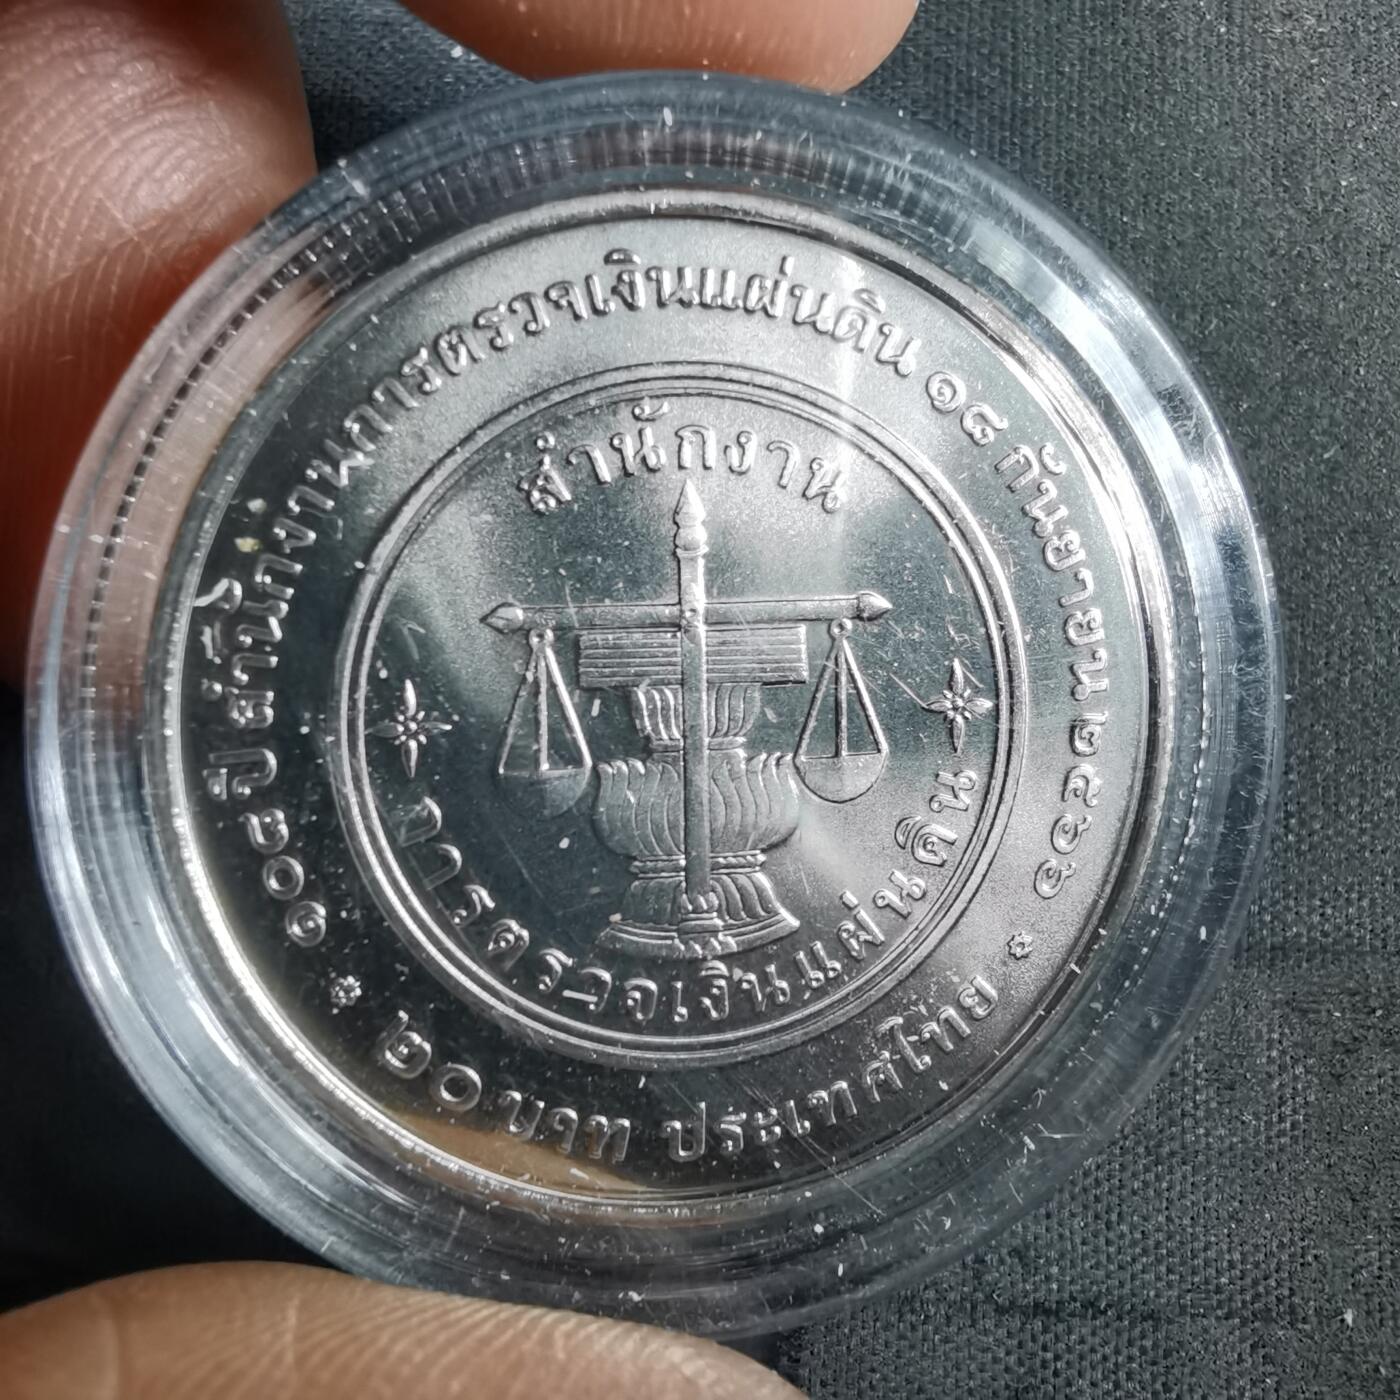 ๑๐๘ ปี สำนักงานการตรวจเงินแผ่นดิน ๑๘ กันยายน ๒๕๖๖
สำนักงาน
การตรวจเงินแผ่นดิน
๒๐ บาท ประเทศไทย